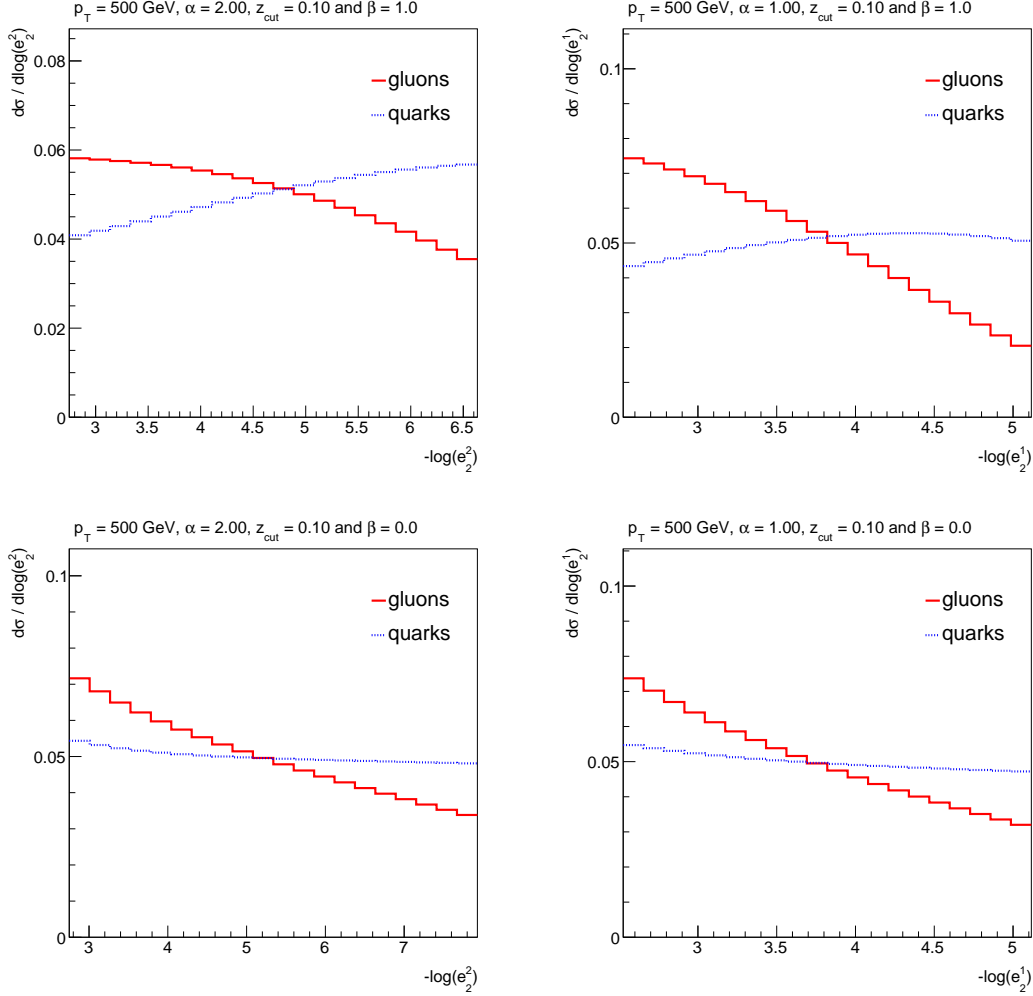 p_T = 500 GeV, α = 2.00, z_cut = 0.10 and β = 1.0
dσ / dlog(e_2^2)
0.08
0.06
0.04
0.02
0
gluons
quarks
3 3.5 4 4.5 5 5.5 6 6.5
-log(e_2^2)
p_T = 500 GeV, α = 1.00, z_cut = 0.10 and β = 1.0
dσ / dlog(e_2^1)
0.1
0.05
0
gluons
quarks
3 3.5 4 4.5 5
-log(e_2^1)
p_T = 500 GeV, α = 2.00, z_cut = 0.10 and β = 0.0
dσ / dlog(e_2^2)
0.1
0.05
0
gluons
quarks
3 4 5 6 7
-log(e_2^2)
p_T = 500 GeV, α = 1.00, z_cut = 0.10 and β = 0.0
dσ / dlog(e_2^1)
0.1
0.05
0
gluons
quarks
3 3.5 4 4.5 5
-log(e_2^1)